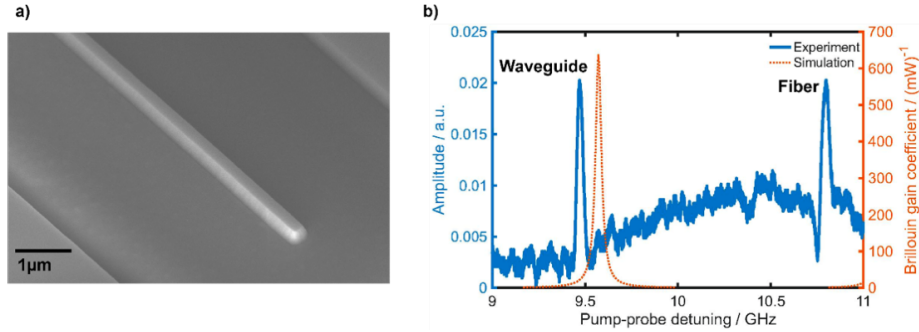 a)
1μm
b)
Amplitude / a.u.
0.025
0.02
0.015
0.01
0.005
0
Waveguide
Fiber
Experiment
Simulation
700
600
500
400
300
200
100
0
Brillouin gain coefficient / (mW)⁻¹
9
9.5
10
10.5
11
Pump-probe detuning / GHz